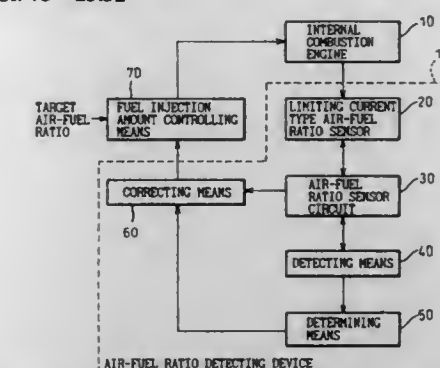 10
INTERNAL
COMBUSTION
ENGINE
1
70
TARGET
AIR-FUEL
RATIO
FUEL INJECTION
AMOUNT CONTROLLING
MEANS
LIMITING CURRENT
TYPE AIR-FUEL
RATIO SENSOR
20
CORRECTING MEANS
60
AIR-FUEL
RATIO SENSOR
CIRCUIT
30
DETECTING MEANS
40
DETERMINING
MEANS
50
AIR-FUEL RATIO DETECTING DEVICE